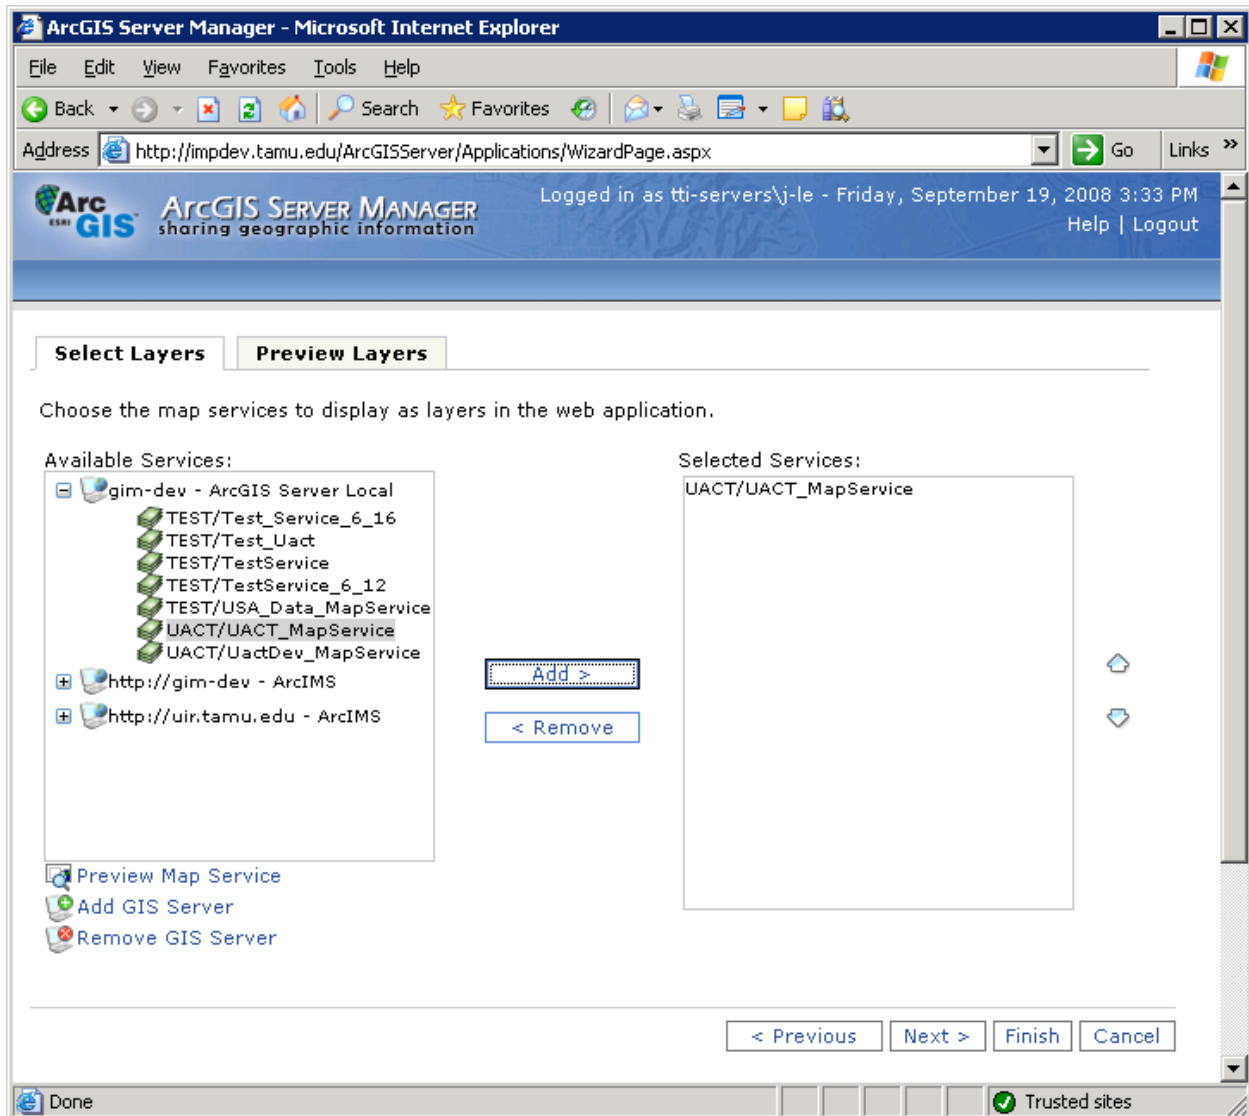 ArcGIS Server Manager - Microsoft Internet Explorer
File Edit View Favorites Tools Help
Back Search Favorites
Address http://impdev.tamu.edu/ArcGISServer/Applications/WizardPage.aspx Go Links »
Logged in as tti-servers\j-le - Friday, September 19, 2008 3:33 PM
Arc GIS ESRI ArcGIS Server Manager
sharing geographic information
Help | Logout
Select Layers Preview Layers
Choose the map services to display as layers in the web application.
Available Services:
gim-dev - ArcGIS Server Local
TEST/Test_Service_6_16
TEST/Test_Uact
TEST/TestService
TEST/TestService_6_12
TEST/USA_Data_MapService
UACT/UACT_MapService
UACT/UactDev_MapService
http://gim-dev - ArcIMS
http://uir.tamu.edu - ArcIMS
Add >
< Remove
Selected Services:
UACT/UACT_MapService
Preview Map Service
Add GIS Server
Remove GIS Server
< Previous Next > Finish Cancel
Done Trusted sites